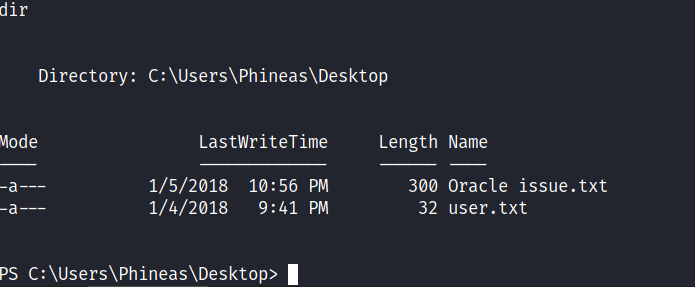 dir
Directory: C:\Users\Phineas\Desktop
Mode LastWriteTime Length Name
---- ------------- ------ ----
-a--- 1/5/2018 10:56 PM 300 Oracle issue.txt
-a--- 1/4/2018 9:41 PM 32 user.txt
PS C:\Users\Phineas\Desktop>